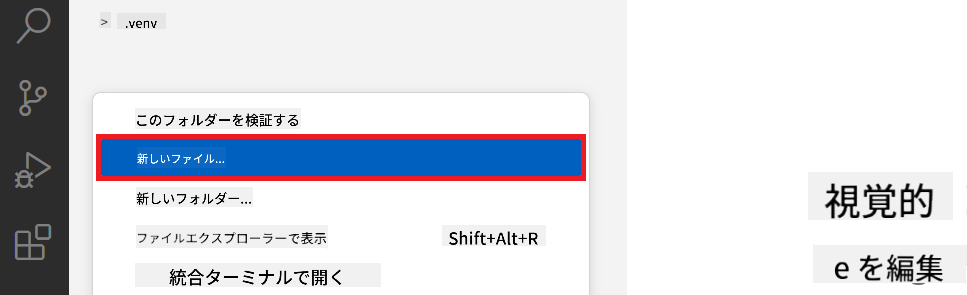 > .venv
このフォルダーを検証する
新しいファイル...
新しいフォルダー...
ファイルエクスプローラーで表示 Shift+Alt+R
統合ターミナルで開く
視覚的
e を編集